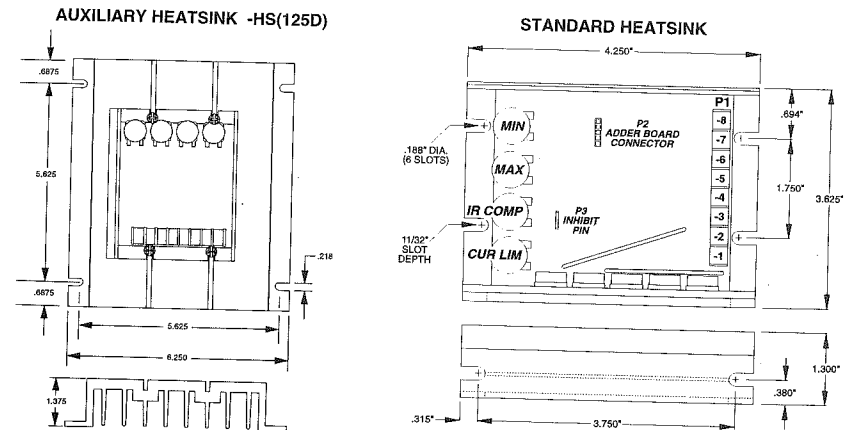 AUXILIARY HEATSINK -HS(125D)
.6875
5.625
.6875
.218
5.625
6.250
1.375
STANDARD HEATSINK
4.250"
P1
-8
-7
-6
-5
-4
-3
-2
-1
MIN
MAX
IR COMP
CUR LIM
P2
ADDER BOARD
CONNECTOR
P3
INHIBIT
PIN
.188" DIA.
(6 SLOTS)
11/32"
SLOT
DEPTH
.694"
1.750"
3.625"
1.300"
.380"
.315"
3.750"